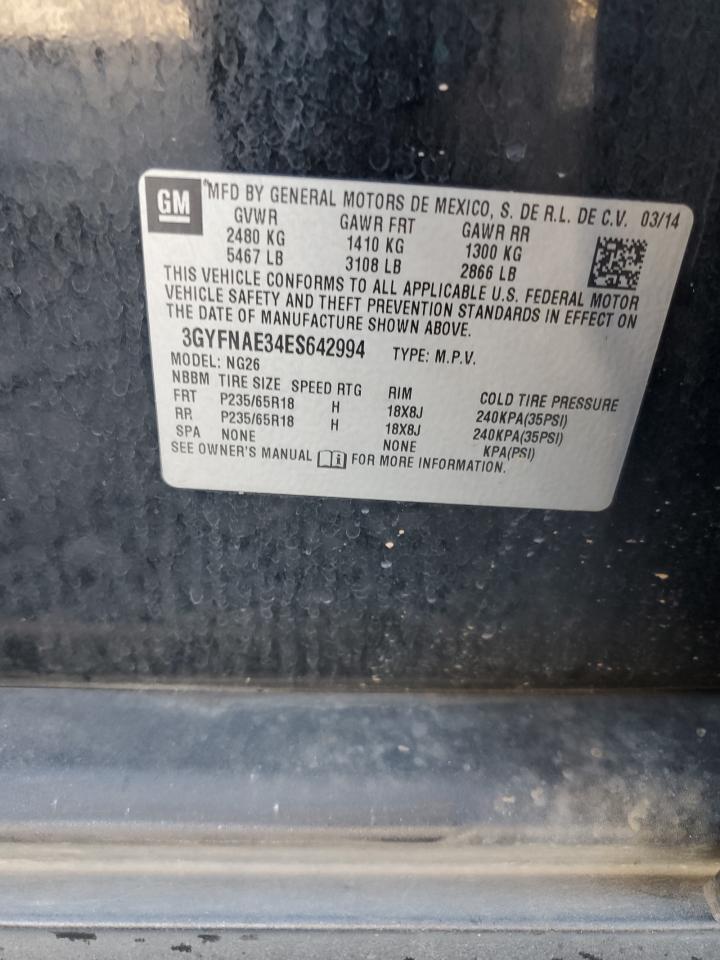 GM MFD BY GENERAL MOTORS DE MEXICO, S. DE R.L. DE C.V. 03/14
GVWR GAWR FRT GAWR RR
2480 KG 1410 KG 1300 KG
5467 LB 3108 LB 2866 LB
THIS VEHICLE CONFORMS TO ALL APPLICABLE U.S. FEDERAL MOTOR
VEHICLE SAFETY AND THEFT PREVENTION STANDARDS IN EFFECT ON
THE DATE OF MANUFACTURE SHOWN ABOVE.
3GYFNAE34ES642994 TYPE: M.P.V.
MODEL: NG26
NBBM TIRE SIZE SPEED RTG RIM COLD TIRE PRESSURE
FRT P235/65R18 H 18X8J 240KPA(35PSI)
RR P235/65R18 H 18X8J 240KPA(35PSI)
SPA NONE NONE KPA(PSI)
SEE OWNER'S MANUAL FOR MORE INFORMATION.